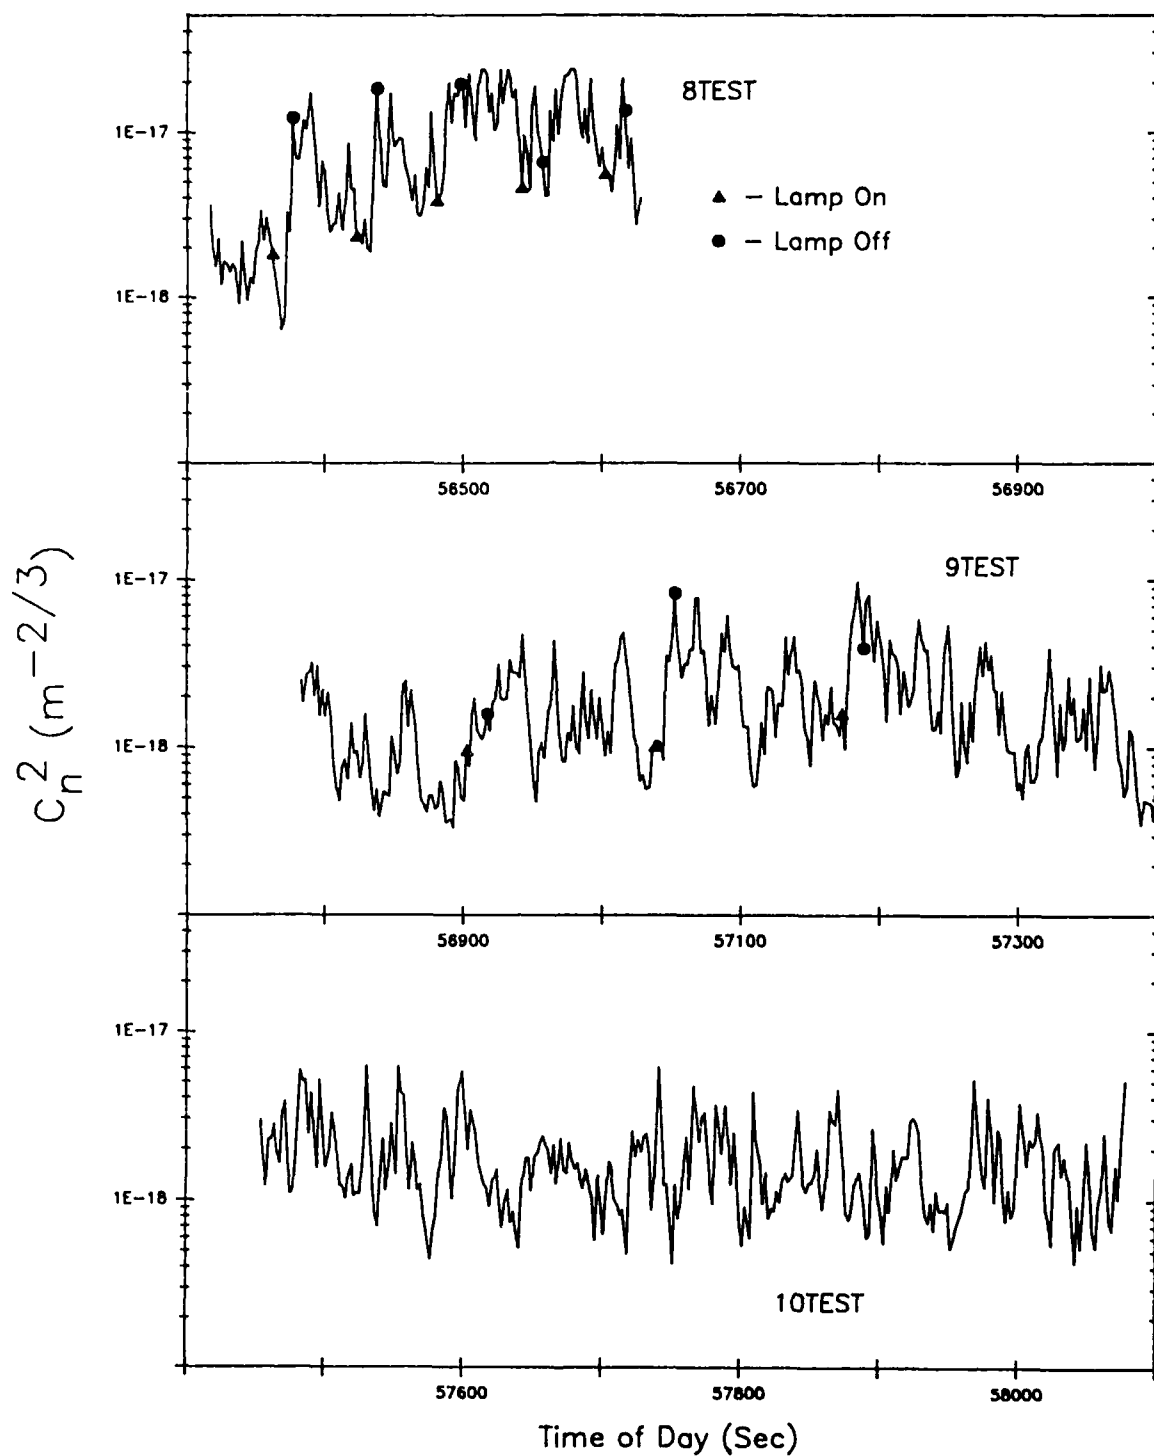 8TEST
1E-17
▲ – Lamp On
● – Lamp Off
1E-18
56500 56700 56900
9TEST
1E-17
1E-18
C_n^2 (m^-2/3)
56900 57100 57300
1E-17
1E-18
10TEST
57600 57800 58000
Time of Day (Sec)